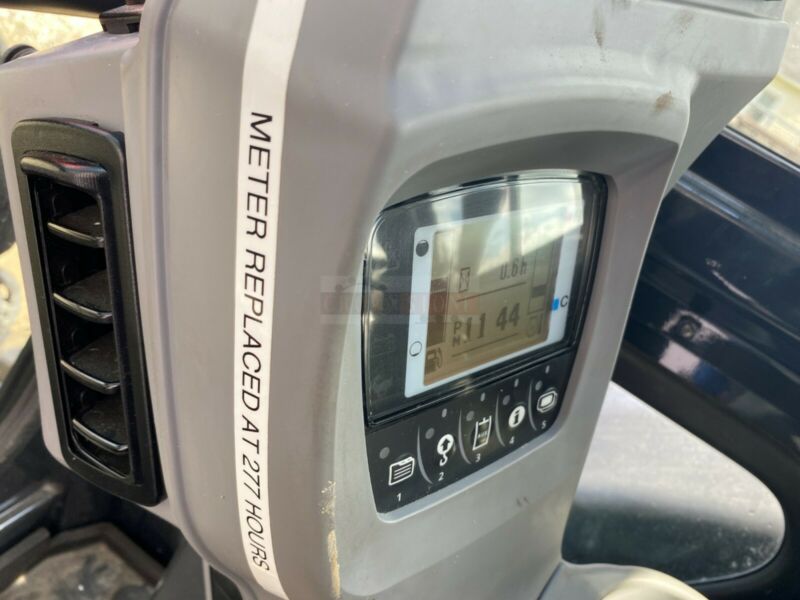 METER REPLACED AT 277 HOURS
0.6h
PM 11 44
C
1 2 3 4 5